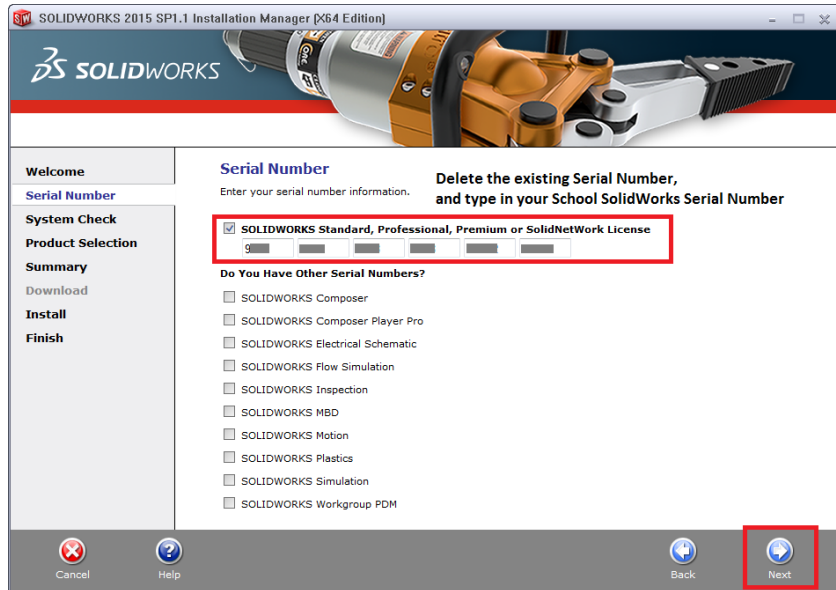 SOLIDWORKS 2015 SP1.1 Installation Manager (X64 Edition)
SOLIDWORKS
Welcome
Serial Number
System Check
Product Selection
Summary
Download
Install
Finish
Serial Number
Enter your serial number information.
Delete the existing Serial Number,
and type in your School SolidWorks Serial Number
SOLIDWORKS Standard, Professional, Premium or SolidNetWork License
9
Do You Have Other Serial Numbers?
SOLIDWORKS Composer
SOLIDWORKS Composer Player Pro
SOLIDWORKS Electrical Schematic
SOLIDWORKS Flow Simulation
SOLIDWORKS Inspection
SOLIDWORKS MBD
SOLIDWORKS Motion
SOLIDWORKS Plastics
SOLIDWORKS Simulation
SOLIDWORKS Workgroup PDM
Cancel
Help
Back
Next